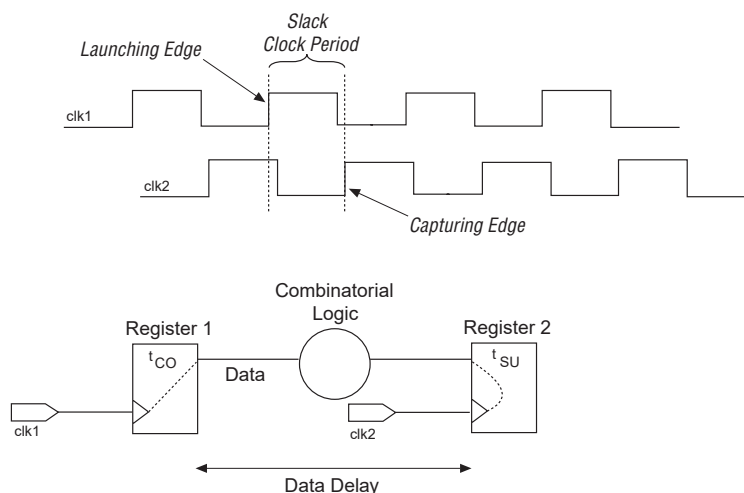 Slack
Clock Period
Launching Edge
clk1
clk2
Capturing Edge
Combinatorial
Logic
Register 1
Register 2
tCO
tSU
Data
clk1
clk2
Data Delay